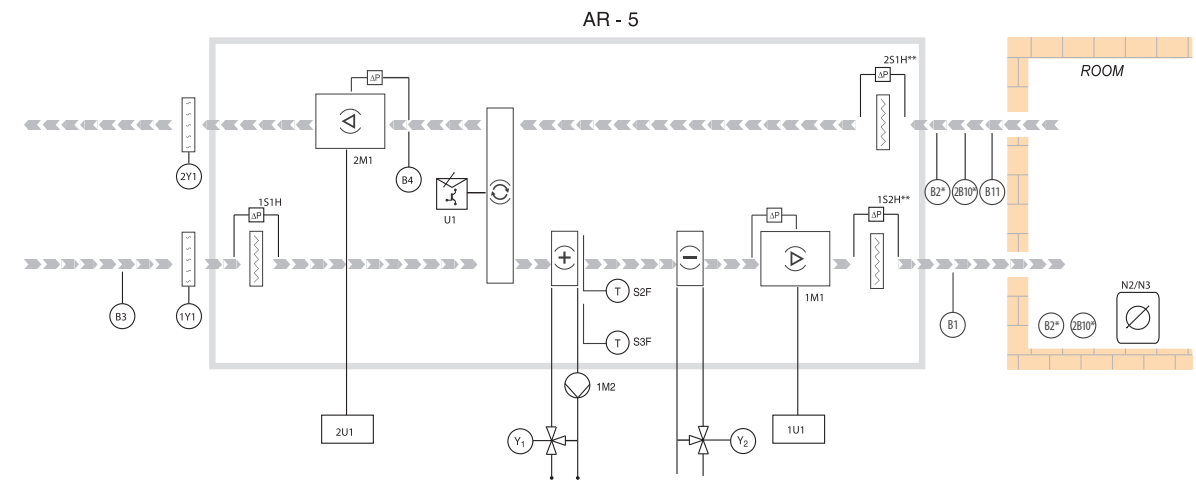 AR - 5
2S1H**
ΔP
ΔP
ROOM
2M1
2Y1
B4
B2*
2B10*
B11
U1
1S1H
ΔP
ΔP
1S2H**
ΔP
+
−
T
S2F
B3
1Y1
1M1
B1
N2/N3
B2*
2B10*
T
S3F
1M2
2U1
1U1
Y1
Y2